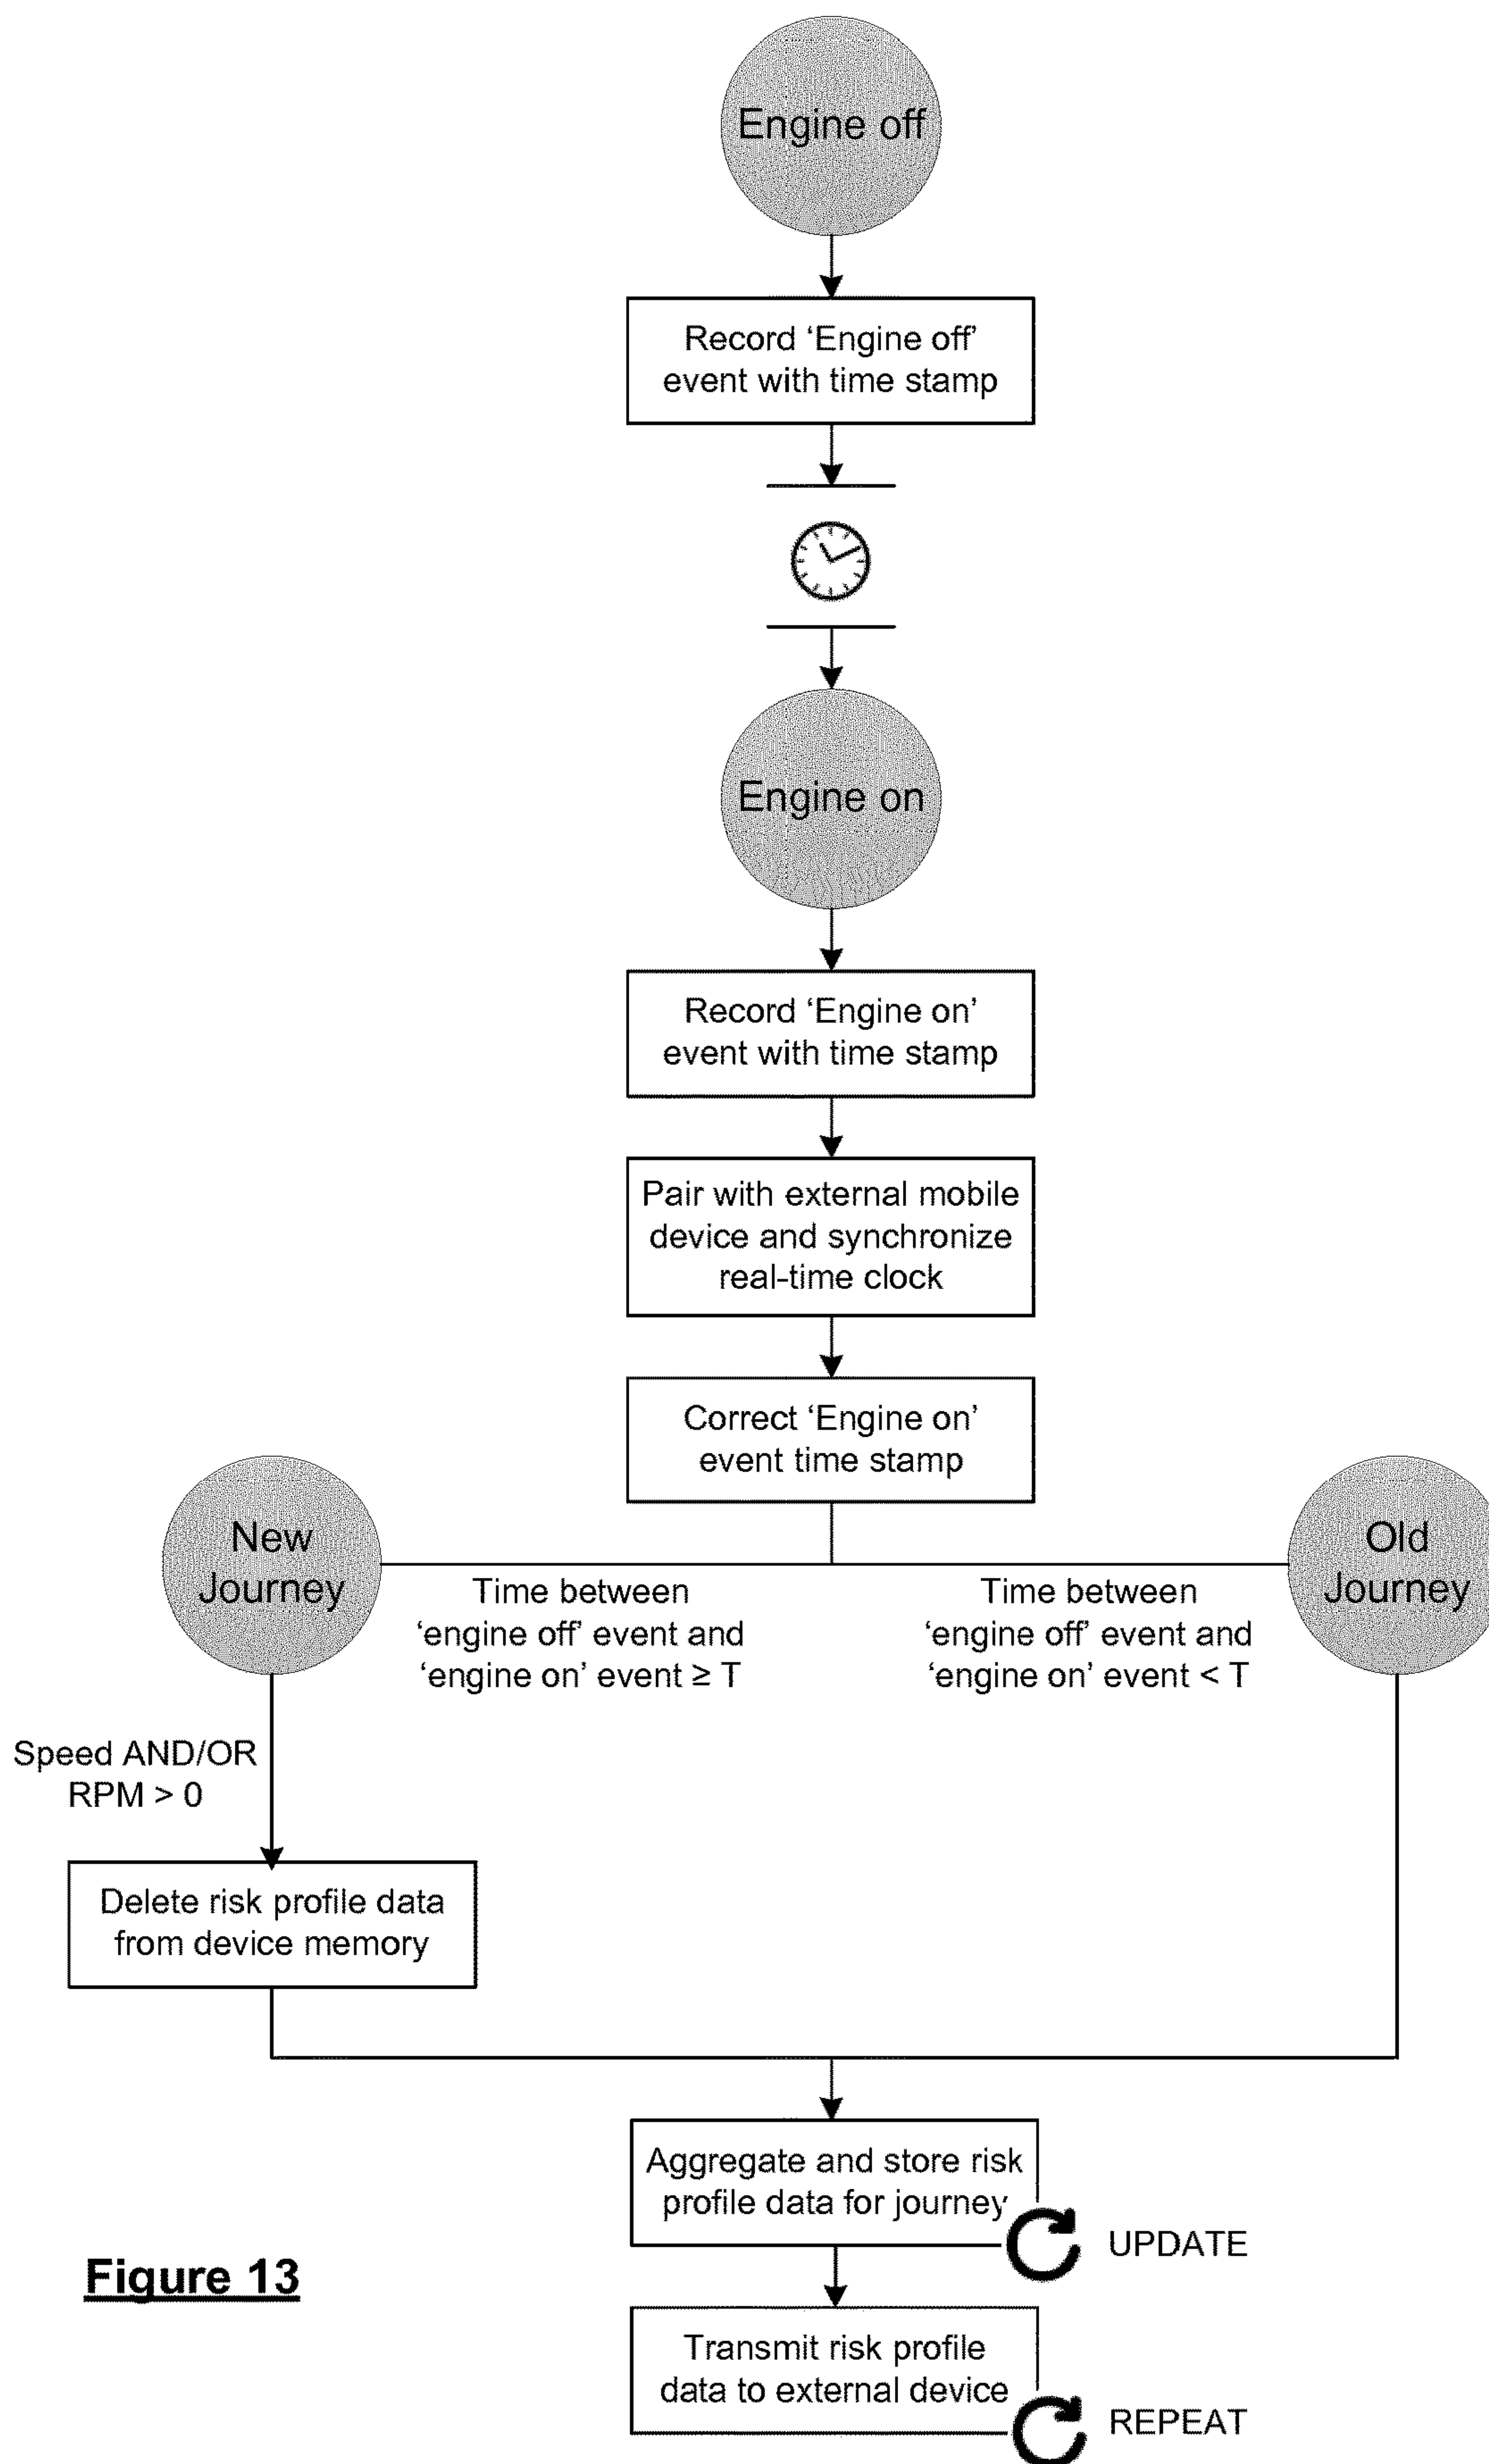 Engine off
Record ‘Engine off’
event with time stamp
Engine on
Record ‘Engine on’
event with time stamp
Pair with external mobile
device and synchronize
real-time clock
Correct ‘Engine on’
event time stamp
New
Journey
Time between
‘engine off’ event and
‘engine on’ event ≥ T
Time between
‘engine off’ event and
‘engine on’ event < T
Old
Journey
Speed AND/OR
RPM > 0
Delete risk profile data
from device memory
Aggregate and store risk
profile data for journey
UPDATE
Transmit risk profile
data to external device
REPEAT
Figure 13